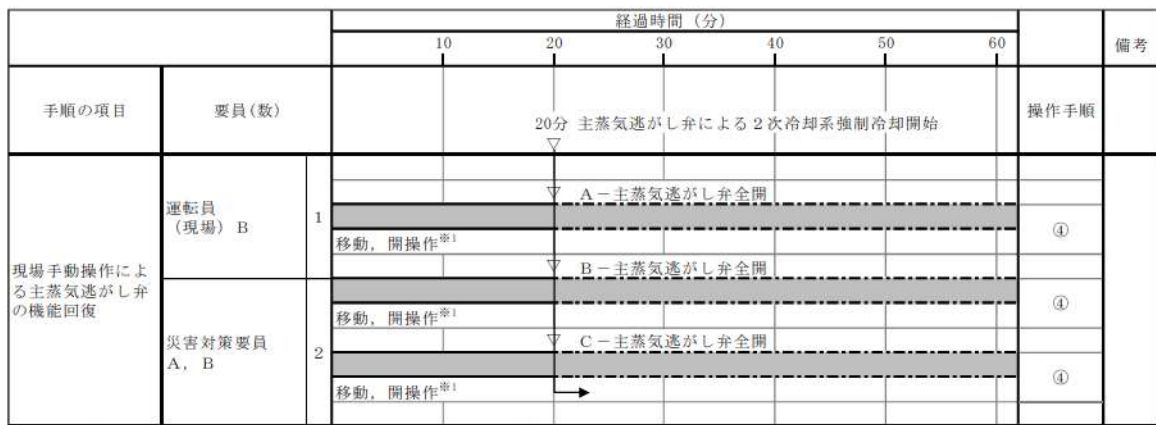 経過時間（分）
10 20 30 40 50 60
備考
手順の項目 要員(数) 操作手順
20分 主蒸気逃がし弁による２次冷却系強制冷却開始
▽
現場手動操作によ
る主蒸気逃がし弁
の機能回復
運転員
（現場）Ｂ
1
▽ Ａ－主蒸気逃がし弁全開
移動，開操作※1
④
災害対策要員
Ａ，Ｂ
2
▽ Ｂ－主蒸気逃がし弁全開
移動，開操作※1
④
▽ Ｃ－主蒸気逃がし弁全開
移動，開操作※1
④